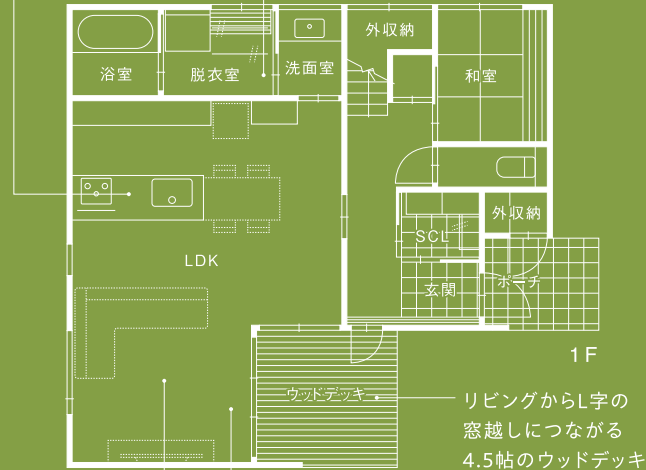 外収納
浴室
脱衣室
洗面室
和室
外収納
SCL
LDK
玄関
ポーチ
1F
ウッドデッキ
リビングからL字の
窓越しにつながる
4.5帖のウッドデッキ